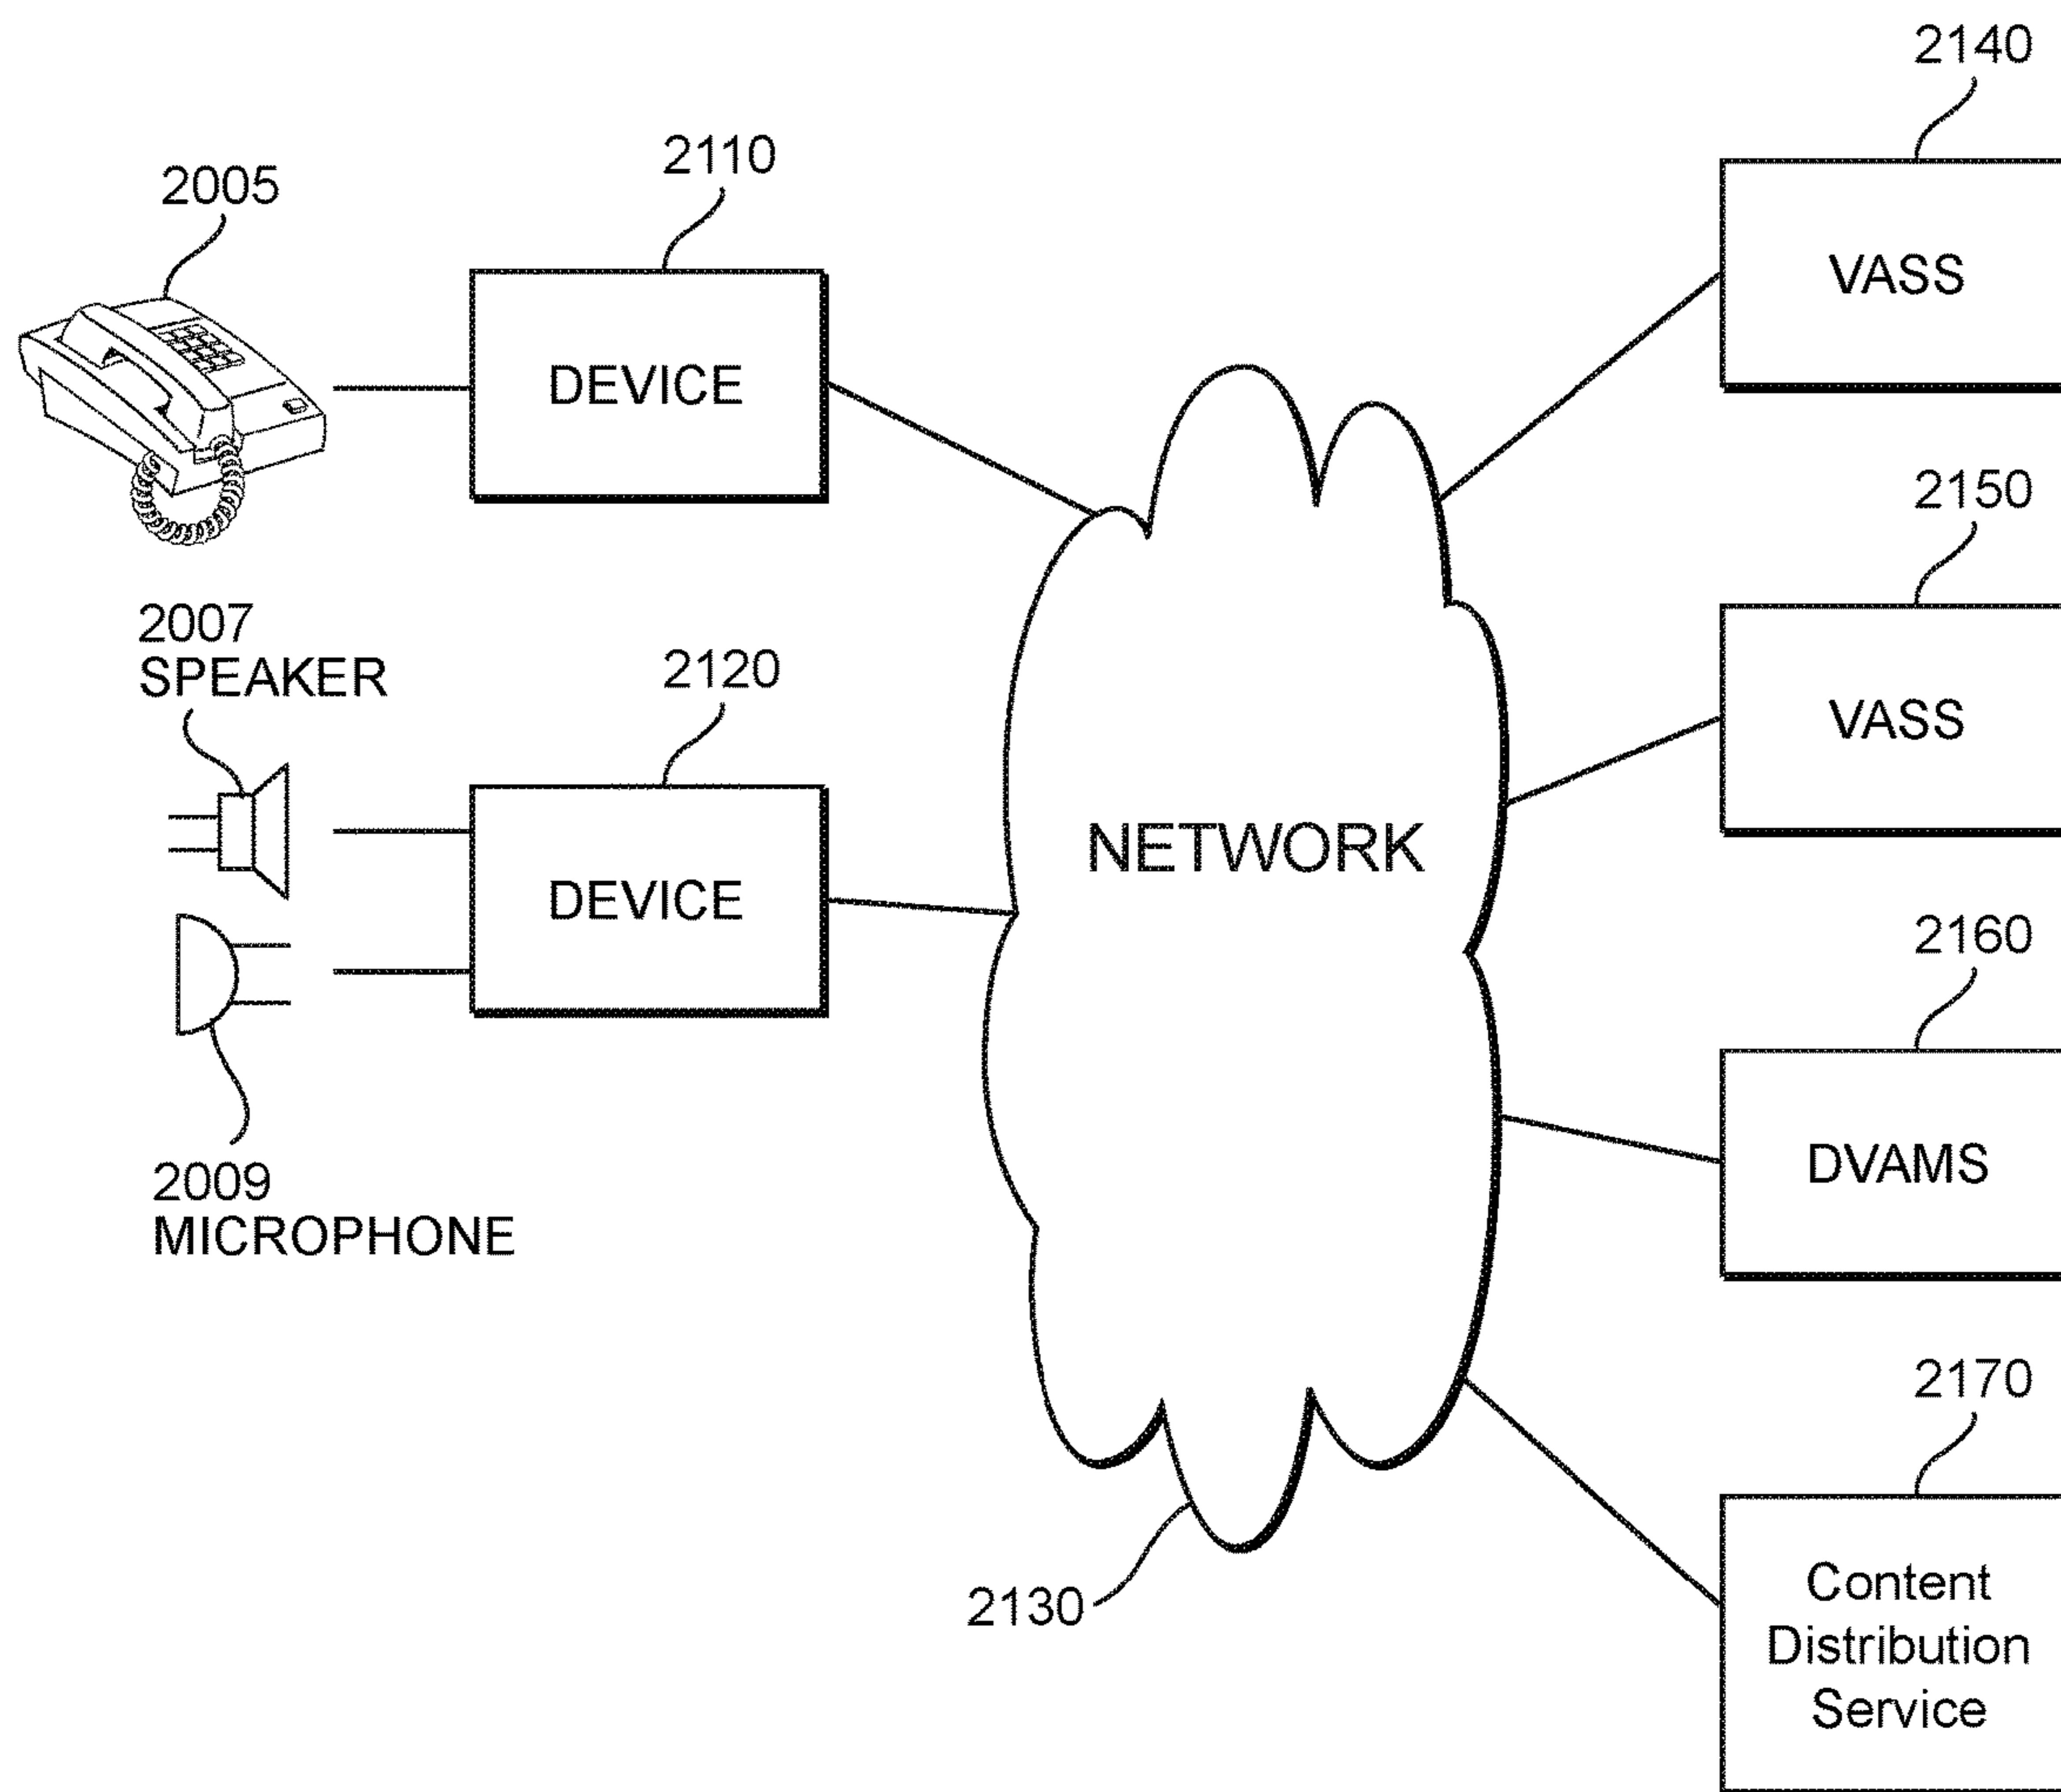 2140
2110
2005
VASS
DEVICE
2150
2007
SPEAKER
2120
VASS
NETWORK
DEVICE
2160
2009
MICROPHONE
DVAMS
2170
2130
Content
Distribution
Service